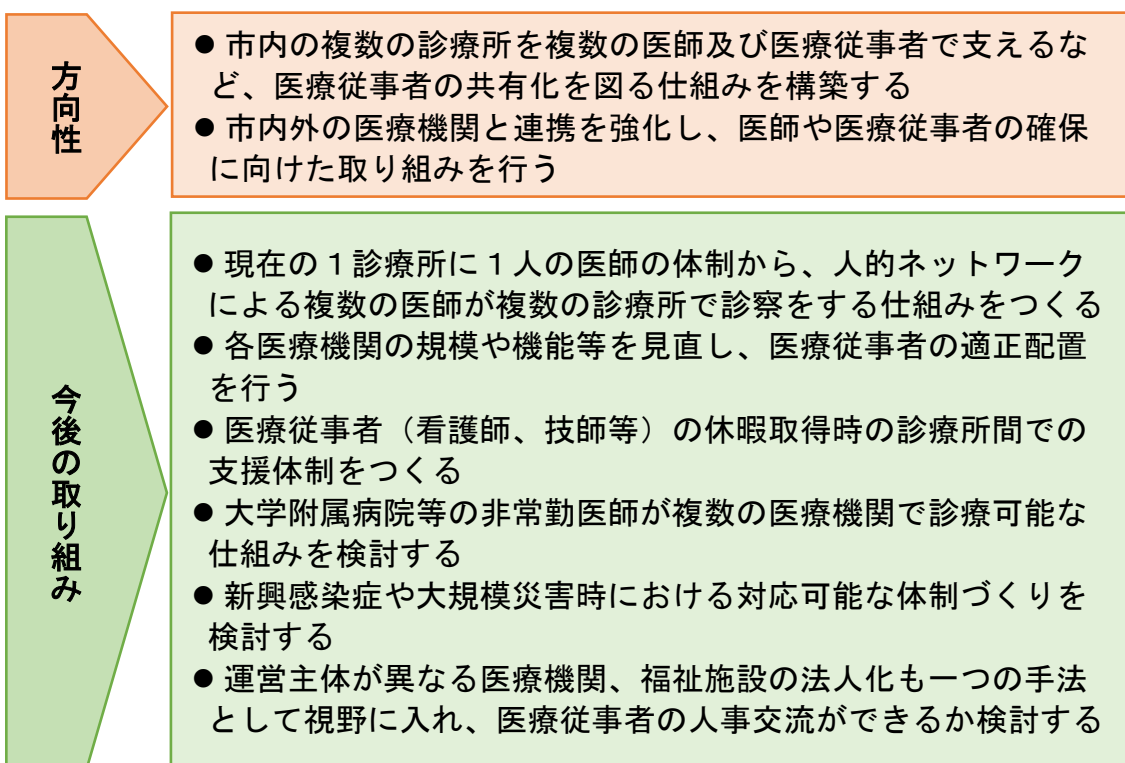 方向性
● 市内の複数の診療所を複数の医師及び医療従事者で支えるな
ど、医療従事者の共有化を図る仕組みを構築する
● 市内外の医療機関と連携を強化し、医師や医療従事者の確保
に向けた取り組みを行う
今後の取り組み
● 現在の１診療所に１人の医師の体制から、人的ネットワーク
による複数の医師が複数の診療所で診察をする仕組みをつくる
● 各医療機関の規模や機能等を見直し、医療従事者の適正配置
を行う
● 医療従事者（看護師、技師等）の休暇取得時の診療所間での
支援体制をつくる
● 大学附属病院等の非常勤医師が複数の医療機関で診療可能な
仕組みを検討する
● 新興感染症や大規模災害時における対応可能な体制づくりを
検討する
● 運営主体が異なる医療機関、福祉施設の法人化も一つの手法
として視野に入れ、医療従事者の人事交流ができるか検討する